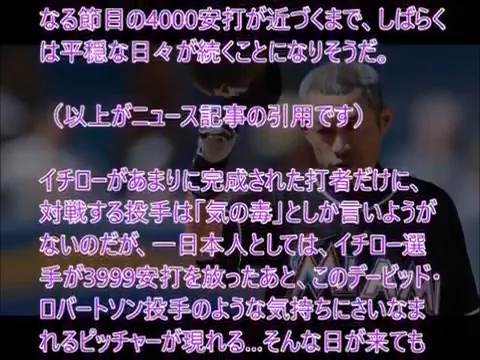 なる節目の4000安打が近づくまで、しばらく
は平穏な日々が続くことになりそうだ。
（以上がニュース記事の引用です）
イチローがあまりに完成された打者だけに、
対戦する投手は「気の毒」としか言いようが
ないのだが、一日本人としては、イチロー選
手が3999安打を放ったあと、このデービッド・
ロバートソン投手のような気持ちにさいなま
れるピッチャーが現れる...そんな日が来ても